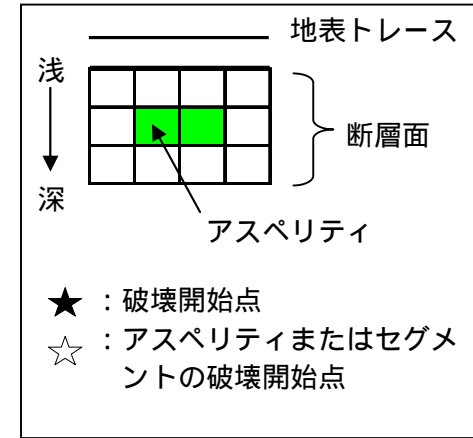 地表トレース
浅
断層面
深
アスペリティ
★：破壊開始点
☆：アスペリティまたはセグメ
ントの破壊開始点